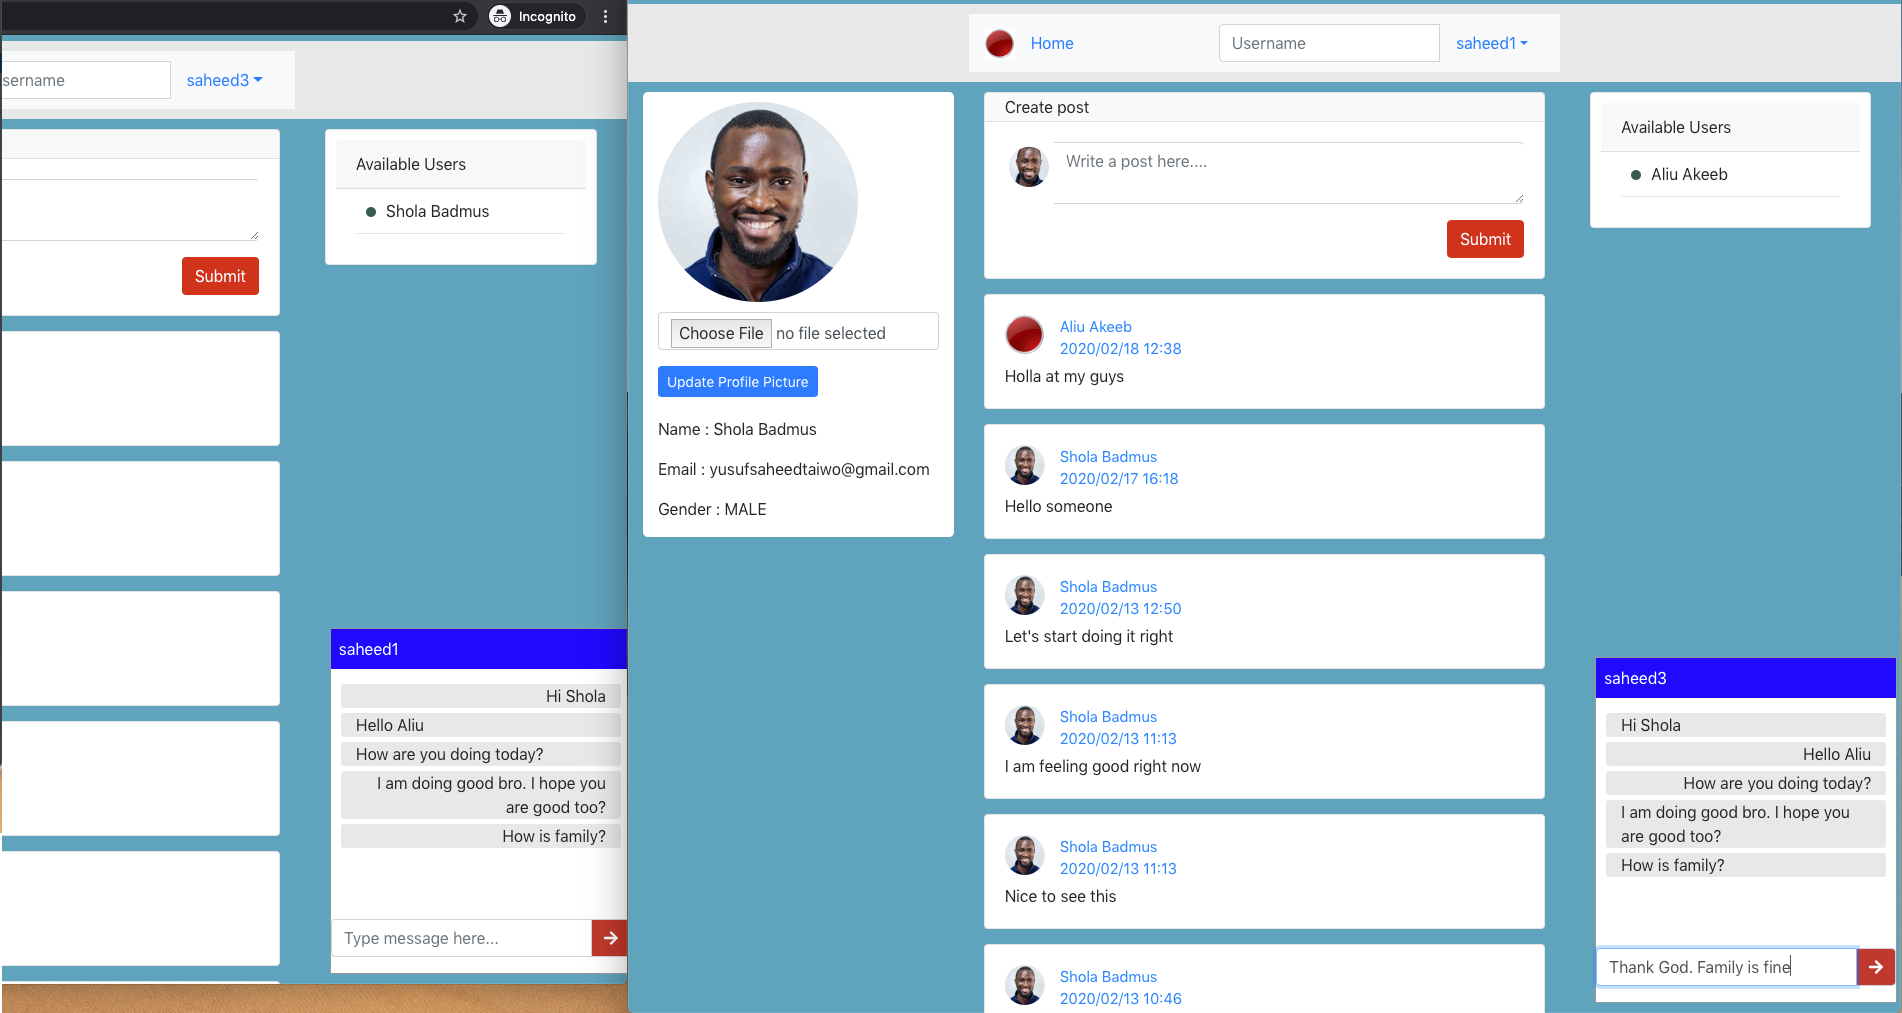 Incognito
sername
saheed3
Available Users
Shola Badmus
Submit
saheed1
Hi Shola
Hello Aliu
How are you doing today?
I am doing good bro. I hope you
are good too?
How is family?
Type message here...
Home
Username
saheed1
Choose File no file selected
Update Profile Picture
Name : Shola Badmus
Email : yusufsaheedtaiwo@gmail.com
Gender : MALE
Create post
Write a post here....
Submit
Aliu Akeeb
2020/02/18 12:38
Holla at my guys
Shola Badmus
2020/02/17 16:18
Hello someone
Shola Badmus
2020/02/13 12:50
Let's start doing it right
Shola Badmus
2020/02/13 11:13
I am feeling good right now
Shola Badmus
2020/02/13 11:13
Nice to see this
Shola Badmus
2020/02/13 10:46
Available Users
Aliu Akeeb
saheed3
Hi Shola
Hello Aliu
How are you doing today?
I am doing good bro. I hope you
are good too?
How is family?
Thank God. Family is fine